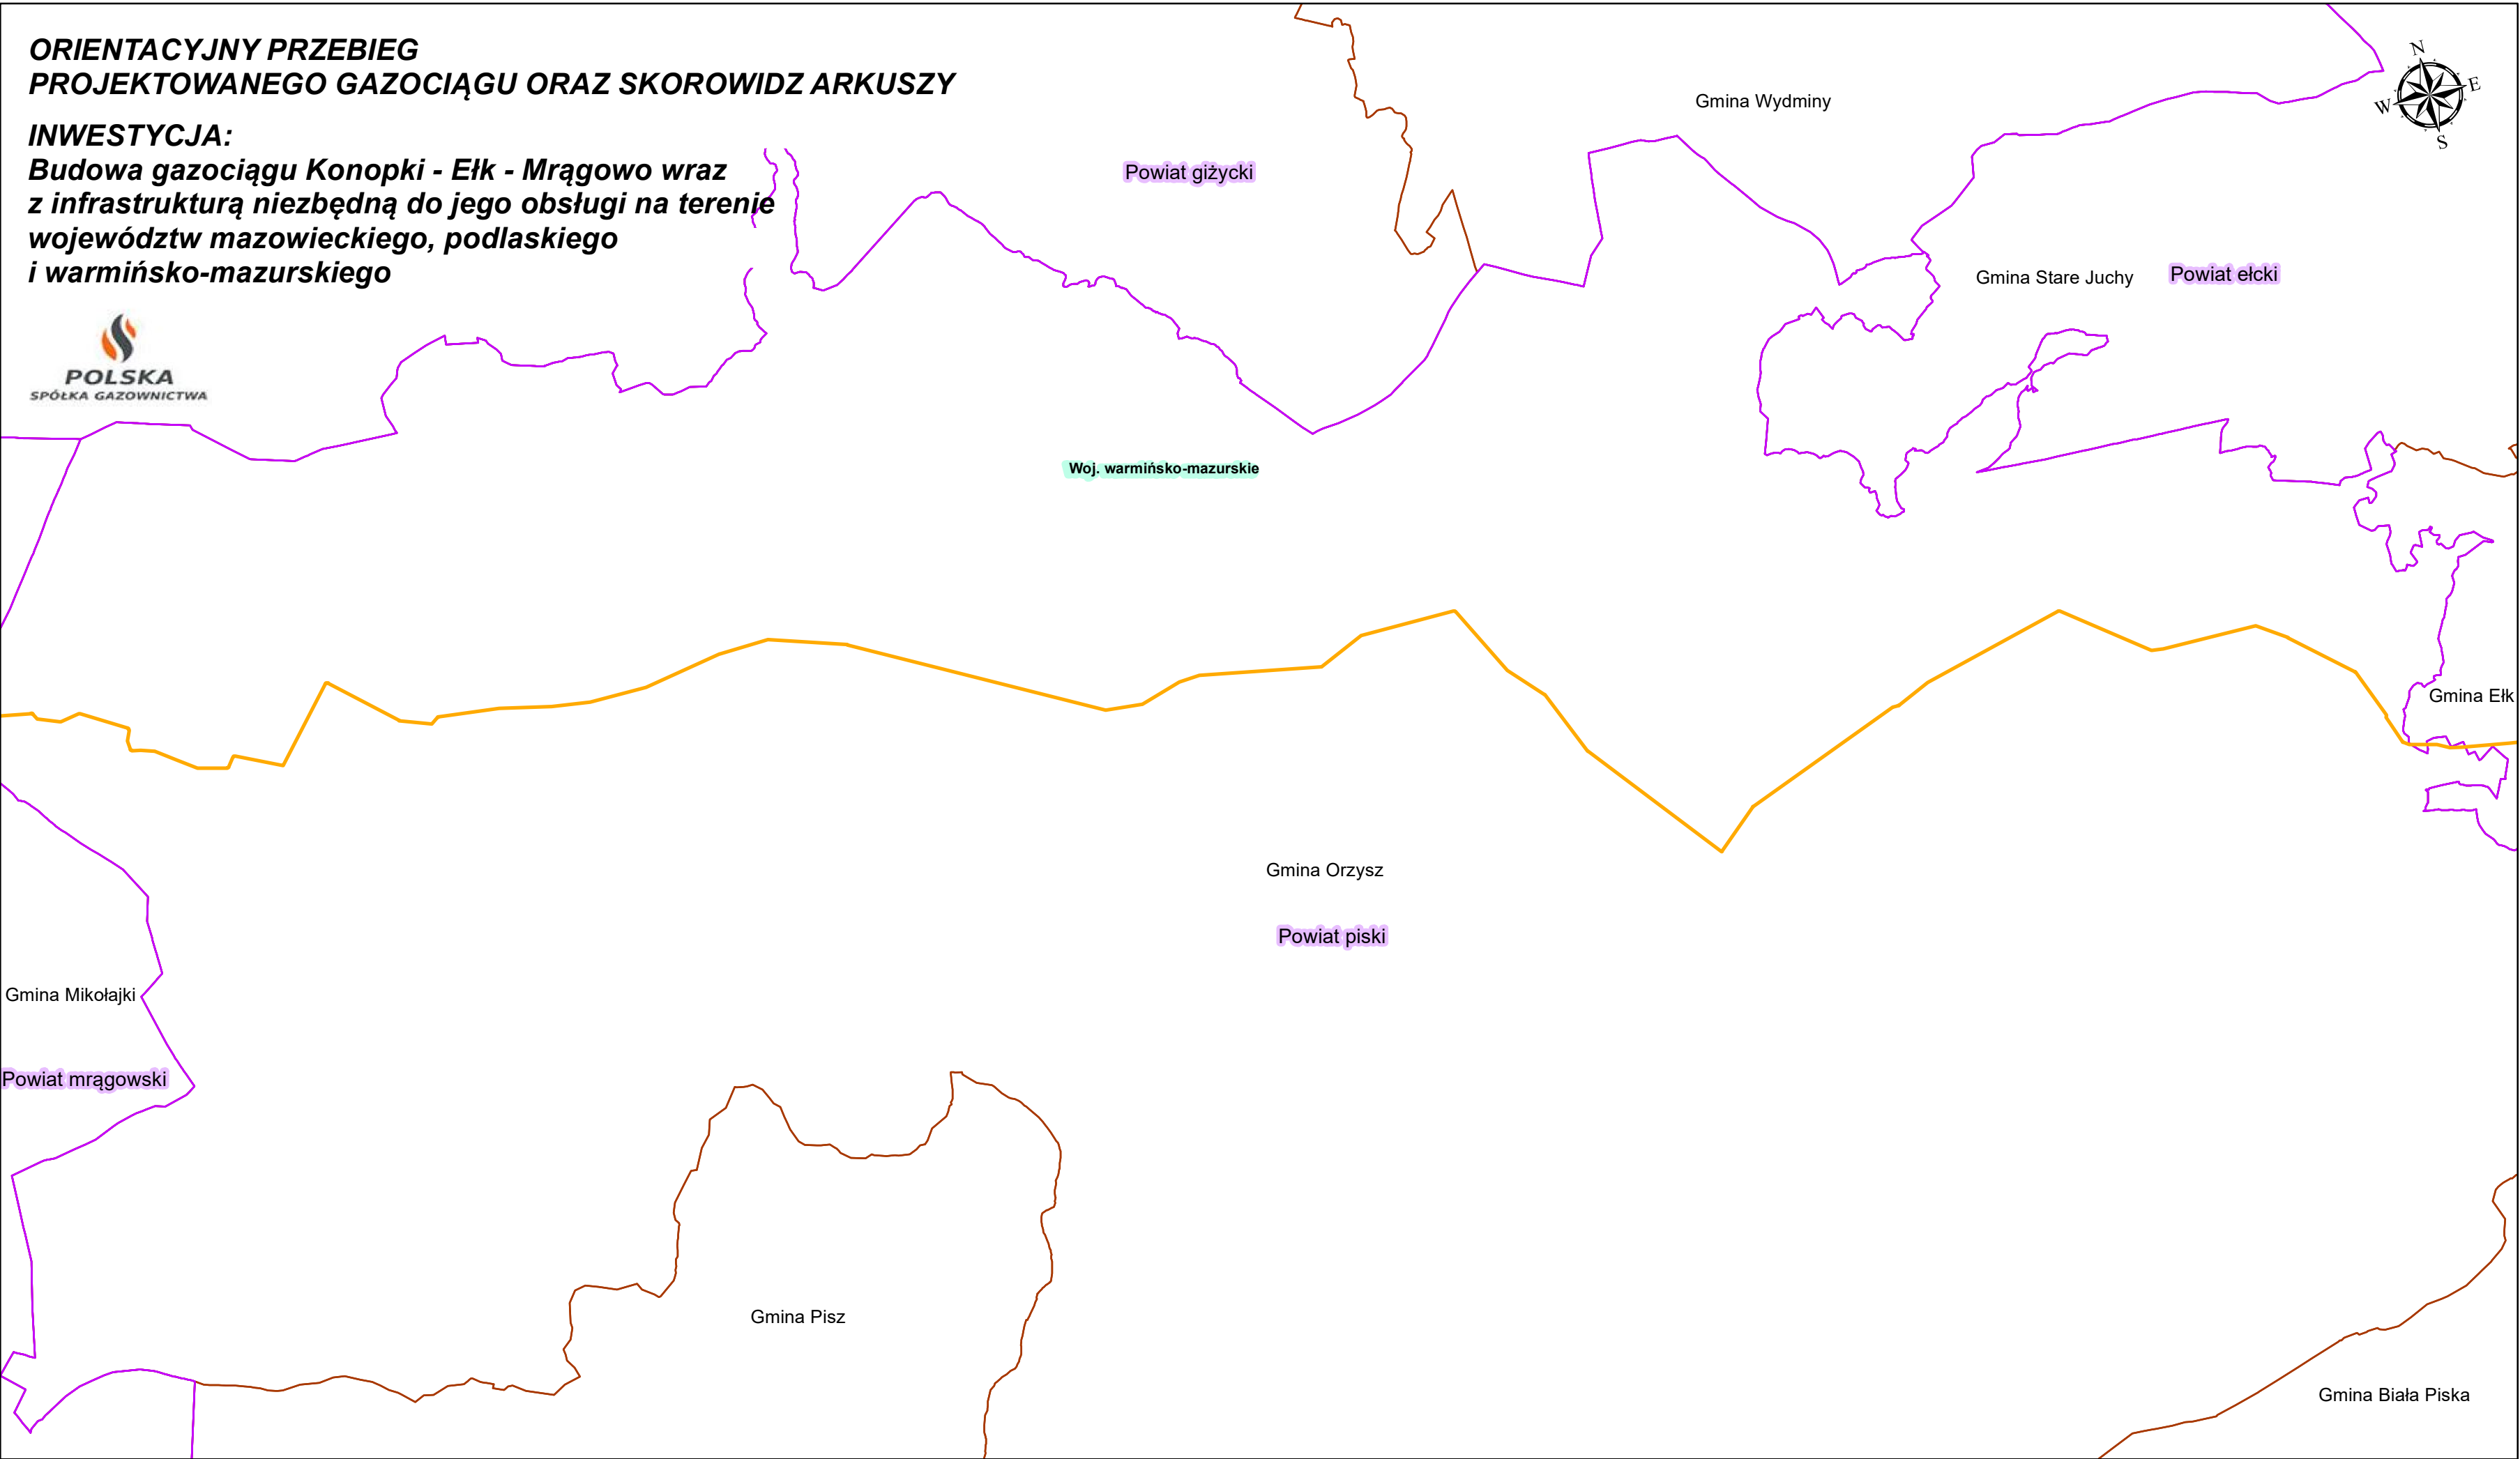 ORIENTACYJNY PRZEBIEG
PROJEKTOWANEGO GAZOCIĄGU ORAZ SKOROWIDZ ARKUSZY
INWESTYCJA:
Budowa gazociągu Konopki - Ełk - Mrągowo wraz
z infrastrukturą niezbędną do jego obsługi na terenie
województw mazowieckiego, podlaskiego
i warmińsko-mazurskiego
POLSKA
SPÓŁKA GAZOWNICTWA
N
E
W
S
Gmina Wydminy
Powiat giżycki
Gmina Stare Juchy
Powiat ełcki
Woj. warmińsko-mazurskie
Gmina Ełk
Gmina Orzysz
Powiat piski
Gmina Mikołajki
Powiat mrągowski
Gmina Pisz
Gmina Biała Piska